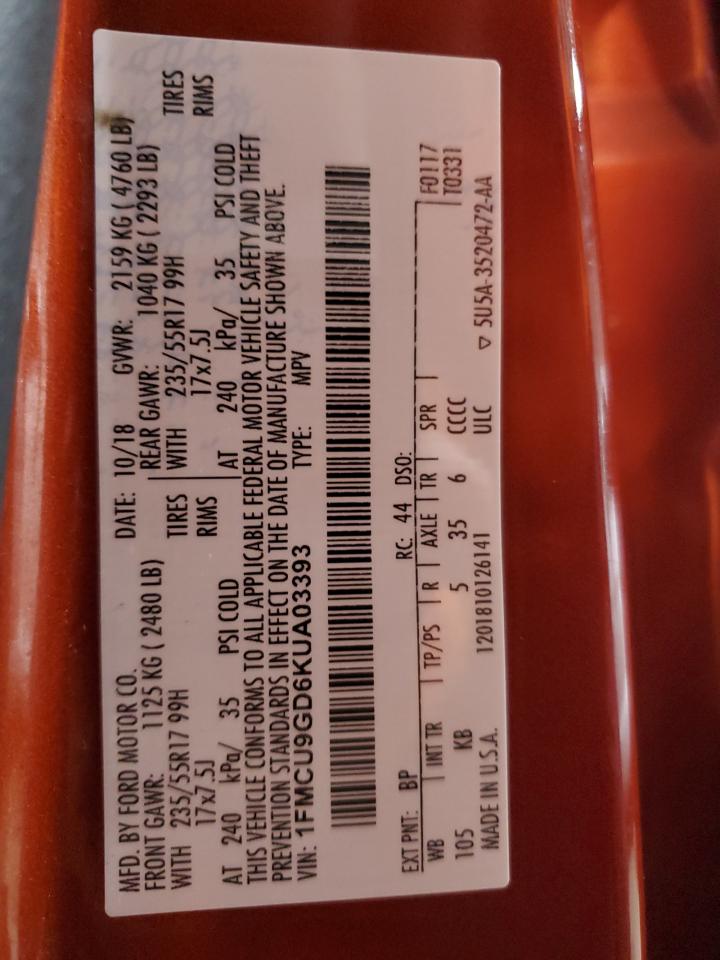 MFD. BY FORD MOTOR CO. DATE: 10/18 GVWR: 2159 KG ( 4760 LB)
FRONT GAWR: 1125 KG ( 2480 LB) REAR GAWR: 1040 KG ( 2293 LB)
WITH 235/55R17 99H TIRES WITH 235/55R17 99H TIRES
17x7.5J RIMS 17x7.5J RIMS
AT 240 kPa/ 35 PSI COLD AT 240 kPa/ 35 PSI COLD
THIS VEHICLE CONFORMS TO ALL APPLICABLE FEDERAL MOTOR VEHICLE SAFETY AND THEFT
PREVENTION STANDARDS IN EFFECT ON THE DATE OF MANUFACTURE SHOWN ABOVE.
VIN: 1FMCU9GD6KUA03393 TYPE: MPV
EXT PNT: BP RC: 44 DSO:
WB INT TR TP/PS R AXLE TR SPR F0117
105 KB 5 35 6 CCCC T0331
MADE IN U.S.A. 1201810126141 ULC ▽ 5U5A-3520472-AA